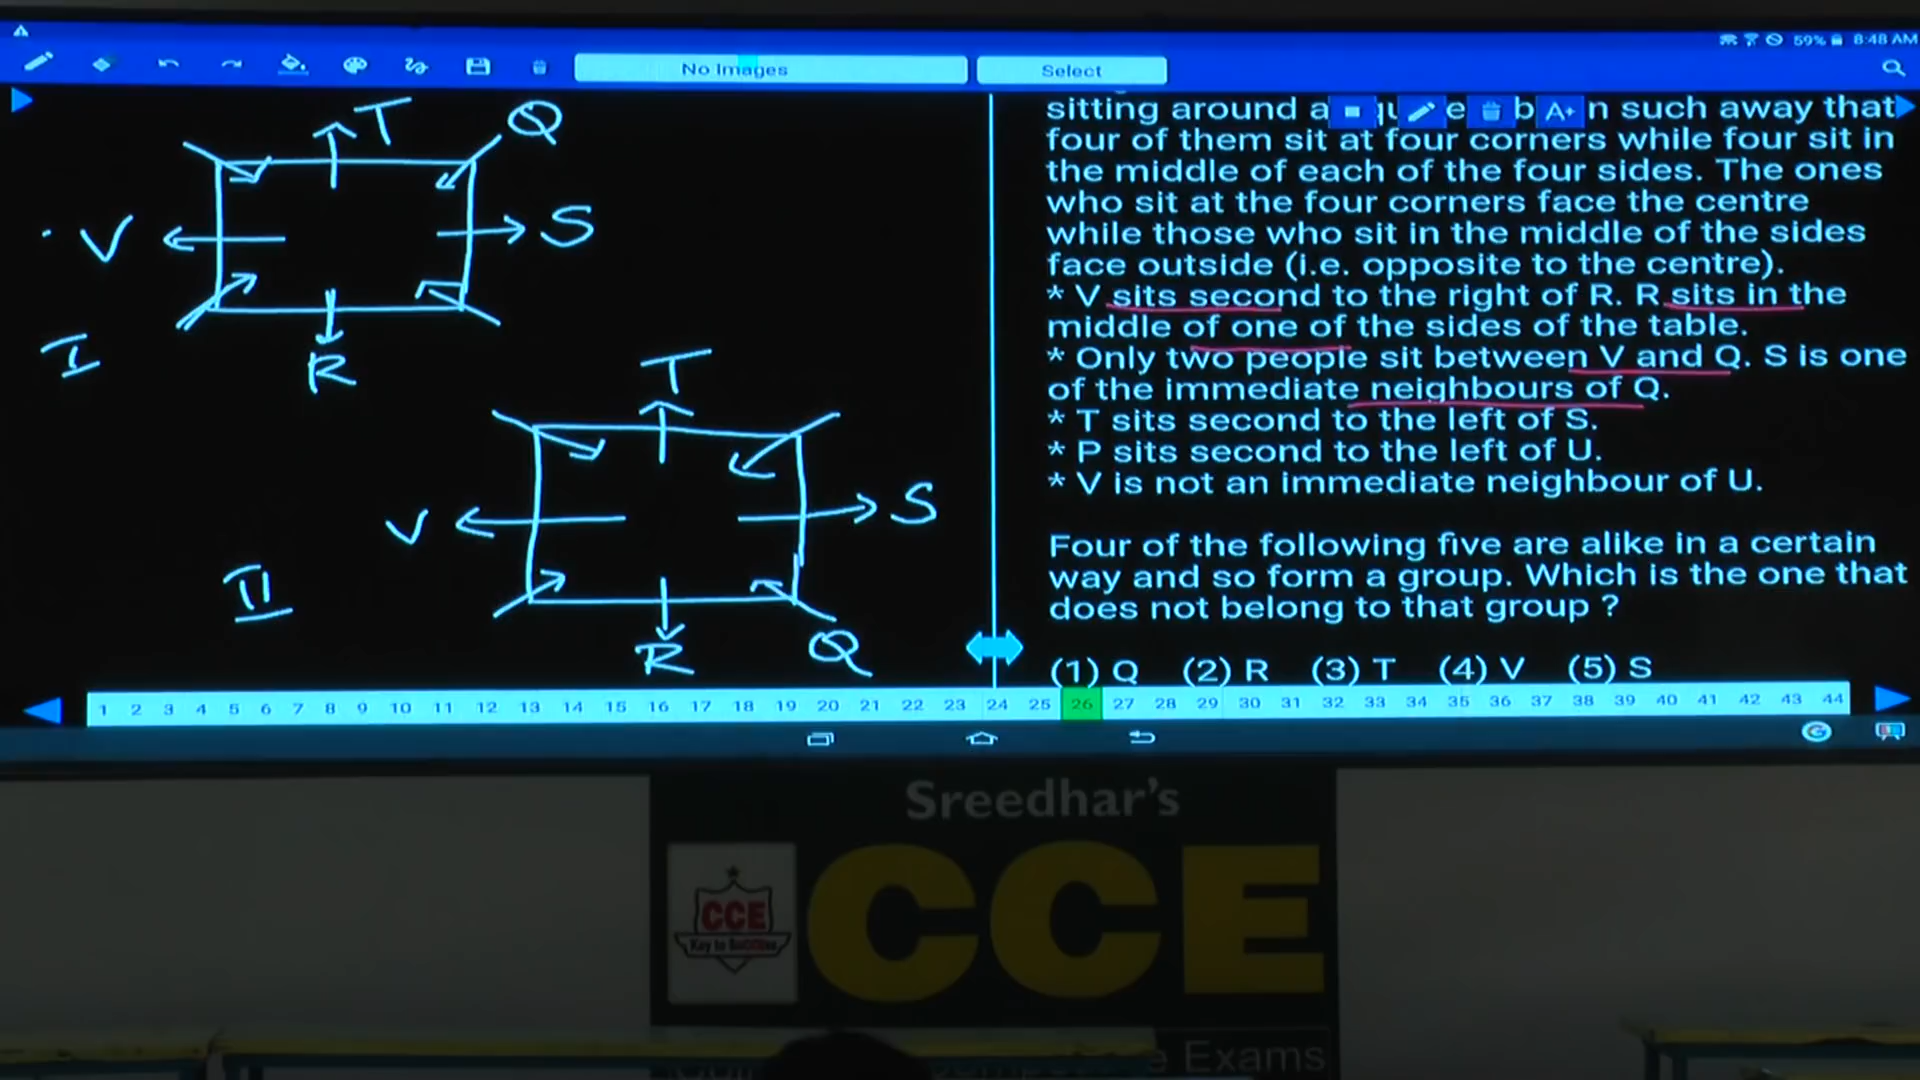 59% 8:48 AM
No Images
Select
T
Q
V
S
I
R
T
V
S
II
R
Q
sitting around a A+ n such away that
four of them sit at four corners while four sit in
the middle of each of the four sides. The ones
who sit at the four corners face the centre
while those who sit in the middle of the sides
face outside (i.e. opposite to the centre).
* V sits second to the right of R. R sits in the
middle of one of the sides of the table.
* Only two people sit between V and Q. S is one
of the immediate neighbours of Q.
* T sits second to the left of S.
* P sits second to the left of U.
* V is not an immediate neighbour of U.
Four of the following five are alike in a certain
way and so form a group. Which is the one that
does not belong to that group ?
(1) Q (2) R (3) T (4) V (5) S
1 2 3 4 5 6 7 8 9 10 11 12 13 14 15 16 17 18 19 20 21 22 23 24 25 26 27 28 29 30 31 32 33 34 35 36 37 38 39 40 41 42 43 44
Sreedhar's
CCE
CCE
Key to Success
Exams